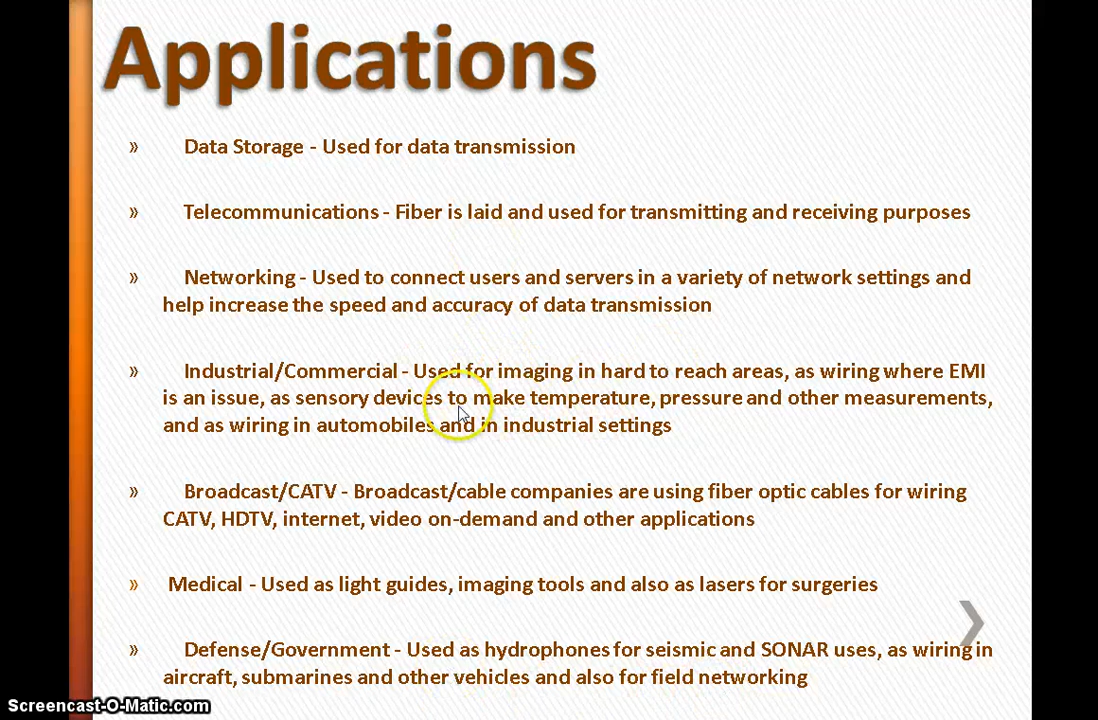 Applications
» Data Storage - Used for data transmission
» Telecommunications - Fiber is laid and used for transmitting and receiving purposes
» Networking - Used to connect users and servers in a variety of network settings and
help increase the speed and accuracy of data transmission
» Industrial/Commercial - Used for imaging in hard to reach areas, as wiring where EMI
is an issue, as sensory devices to make temperature, pressure and other measurements,
and as wiring in automobiles and in industrial settings
» Broadcast/CATV - Broadcast/cable companies are using fiber optic cables for wiring
CATV, HDTV, internet, video on-demand and other applications
» Medical - Used as light guides, imaging tools and also as lasers for surgeries
» Defense/Government - Used as hydrophones for seismic and SONAR uses, as wiring in
aircraft, submarines and other vehicles and also for field networking
Screencast-O-Matic.com